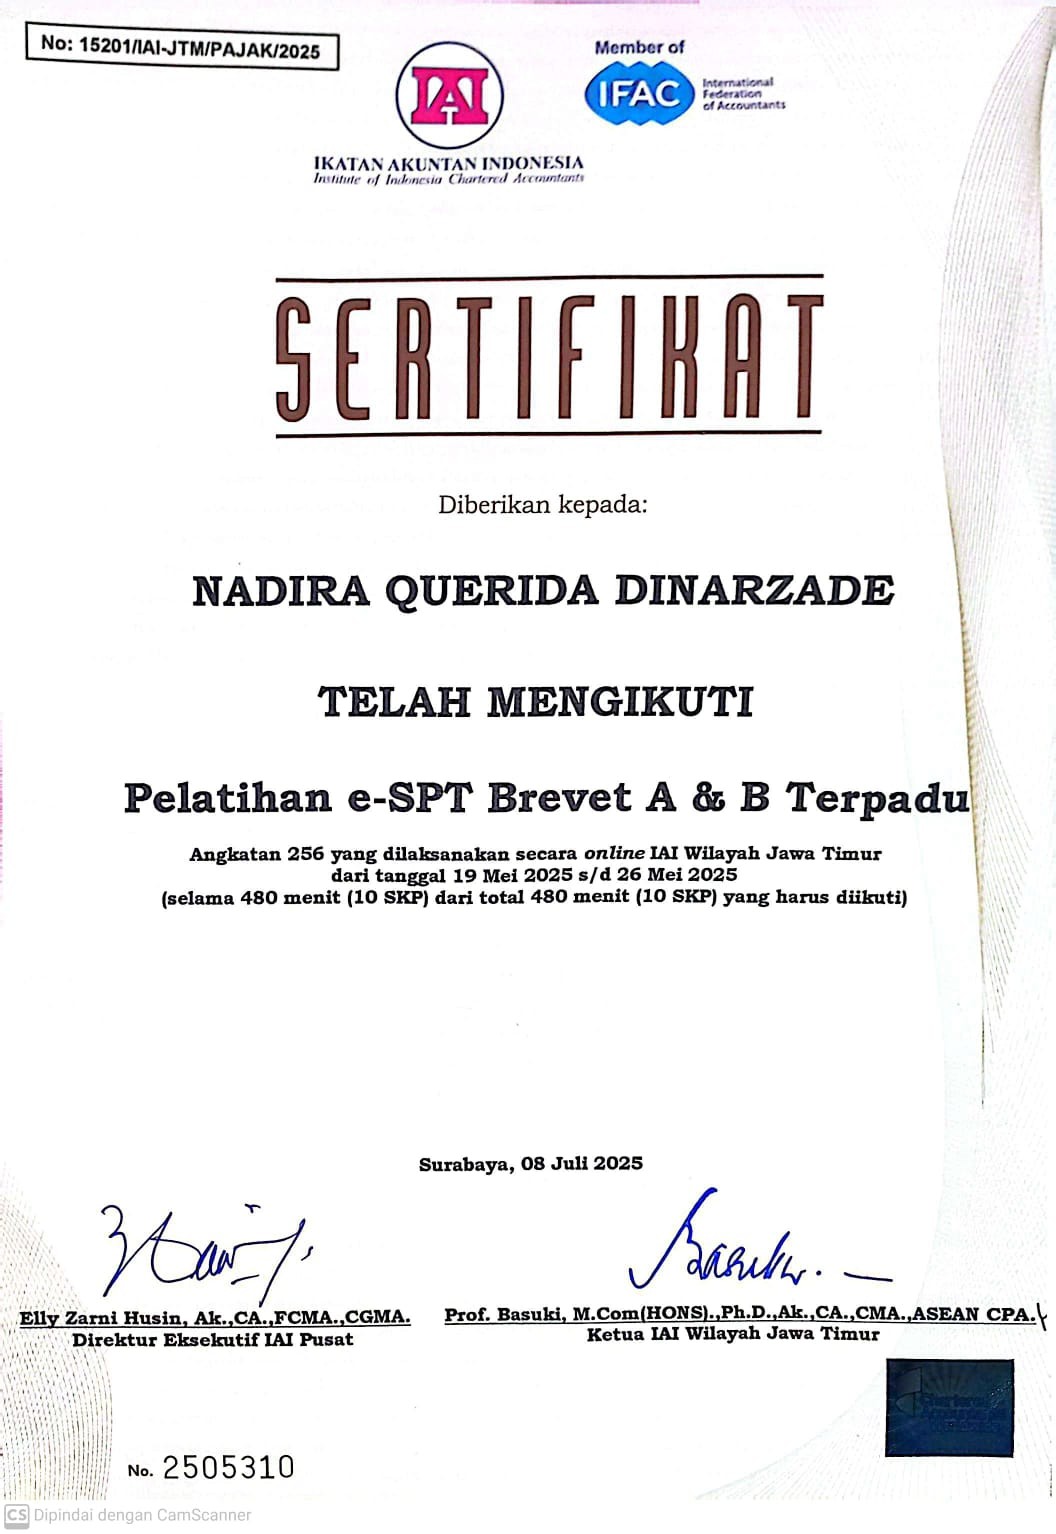 No: 15201/IAI-JTM/PAJAK/2025
IAI
IKATAN AKUNTAN INDONESIA
Institute of Indonesia Chartered Accountants
Member of
IFAC
International
Federation
of Accountants
SERTIFIKAT
Diberikan kepada:
NADIRA QUERIDA DINARZADE
TELAH MENGIKUTI
Pelatihan e-SPT Brevet A & B Terpadu
Angkatan 256 yang dilaksanakan secara online IAI Wilayah Jawa Timur
dari tanggal 19 Mei 2025 s/d 26 Mei 2025
(selama 480 menit (10 SKP) dari total 480 menit (10 SKP) yang harus diikuti)
Surabaya, 08 Juli 2025
Basuki
Elly Zarni Husin, Ak.,CA.,FCMA.,CGMA.
Direktur Eksekutif IAI Pusat
Prof. Basuki, M.Com(HONS).,Ph.D.,Ak.,CA.,CMA.,ASEAN CPA.
Ketua IAI Wilayah Jawa Timur
No. 2505310
CS Dipindai dengan CamScanner